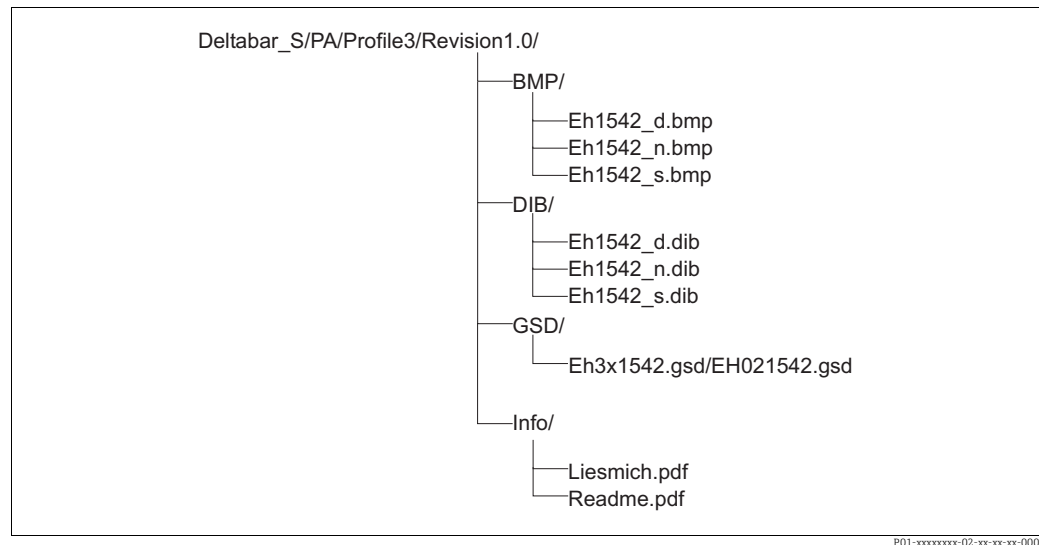 Deltabar_S/PA/Profile3/Revision1.0/
BMP/
Eh1542_d.bmp
Eh1542_n.bmp
Eh1542_s.bmp
DIB/
Eh1542_d.dib
Eh1542_n.dib
Eh1542_s.dib
GSD/
Eh3x1542.gsd/EH021542.gsd
Info/
Liesmich.pdf
Readme.pdf
P01-xxxxxxxx-02-xx-xx-xx-000